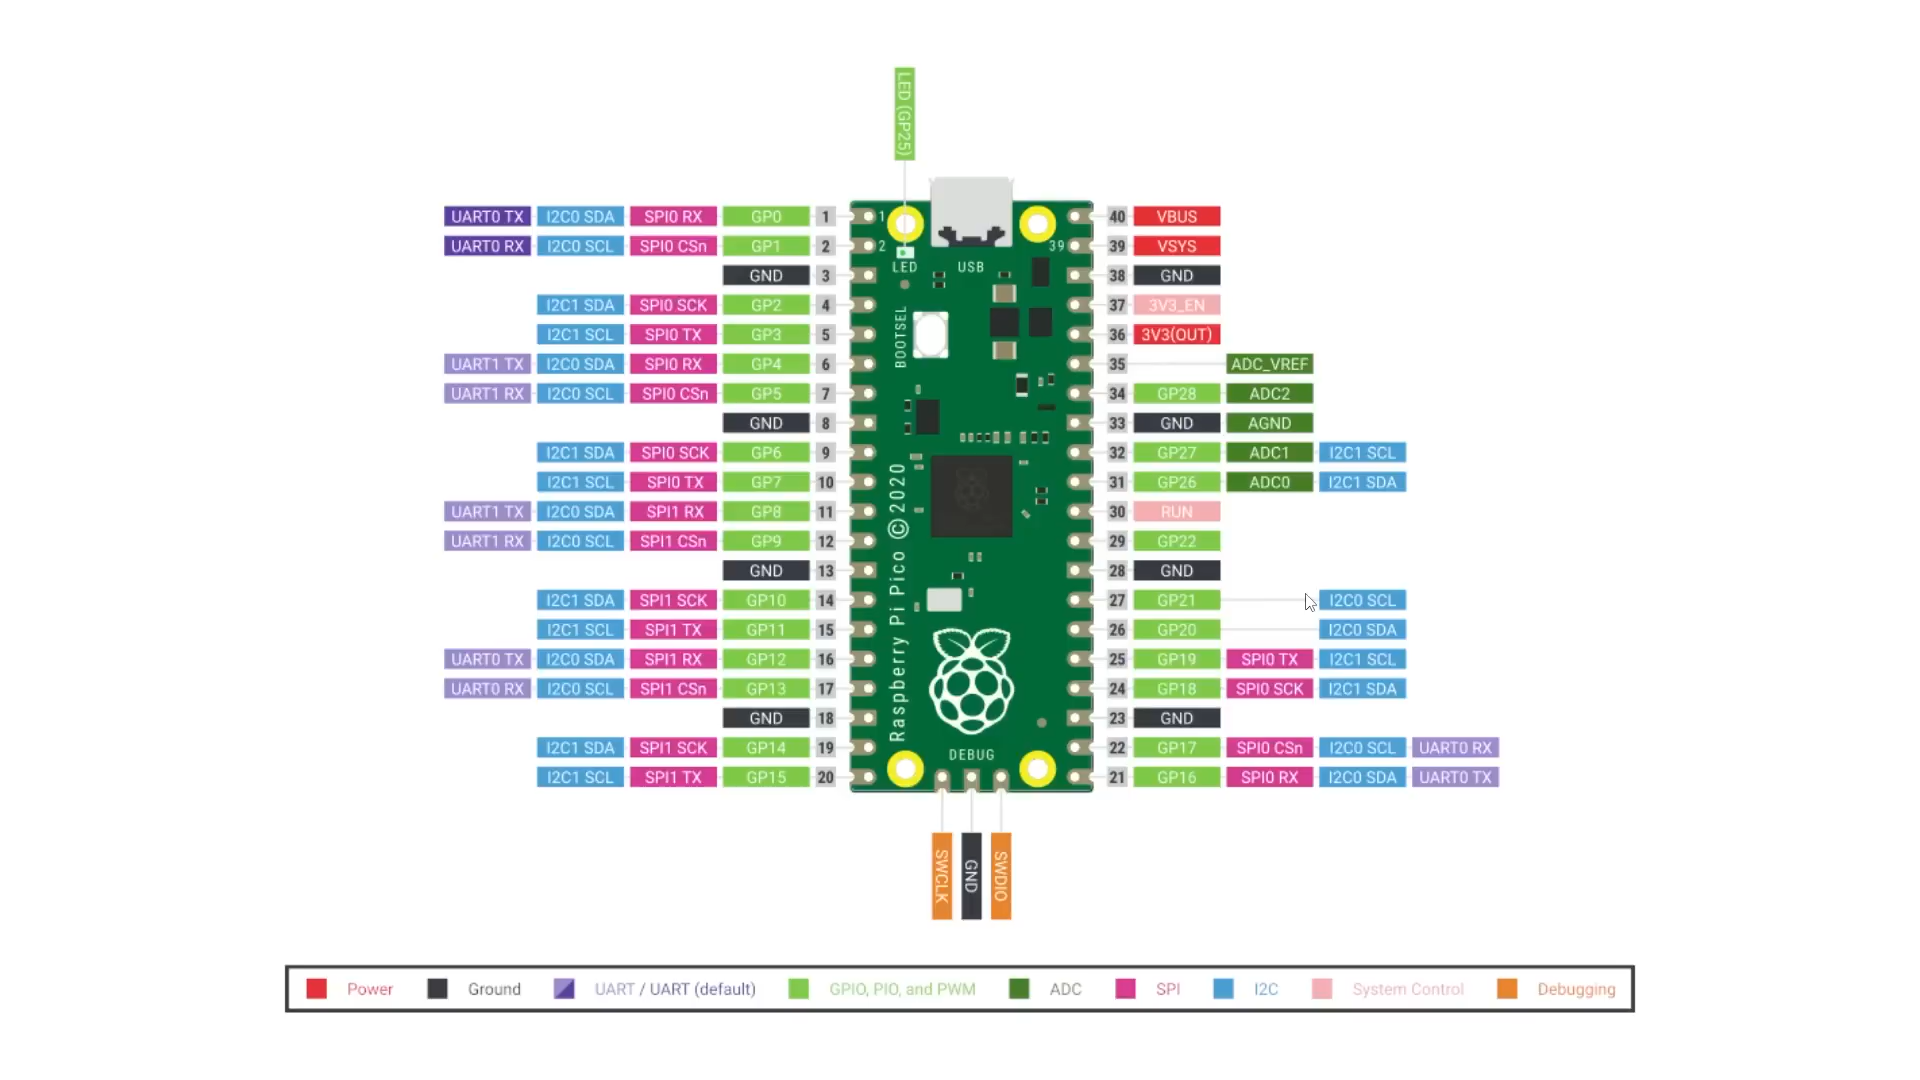 LED (GP25)
UART0 TX I2C0 SDA SPI0 RX GP0 1 1 40 VBUS
UART0 RX I2C0 SCL SPI0 CSn GP1 2 2 39 39 VSYS
GND 3 LED USB 38 GND
I2C1 SDA SPI0 SCK GP2 4 37 3V3_EN
I2C1 SCL SPI0 TX GP3 5 BOOTSEL 36 3V3(OUT)
UART1 TX I2C0 SDA SPI0 RX GP4 6 35 ADC_VREF
UART1 RX I2C0 SCL SPI0 CSn GP5 7 34 GP28 ADC2
GND 8 33 GND AGND
I2C1 SDA SPI0 SCK GP6 9 32 GP27 ADC1 I2C1 SCL
I2C1 SCL SPI0 TX GP7 10 31 GP26 ADC0 I2C1 SDA
UART1 TX I2C0 SDA SPI1 RX GP8 11 30 RUN
UART1 RX I2C0 SCL SPI1 CSn GP9 12 29 GP22
GND 13 28 GND
I2C1 SDA SPI1 SCK GP10 14 27 GP21 I2C0 SCL
I2C1 SCL SPI1 TX GP11 15 26 GP20 I2C0 SDA
UART0 TX I2C0 SDA SPI1 RX GP12 16 25 GP19 SPI0 TX I2C1 SCL
UART0 RX I2C0 SCL SPI1 CSn GP13 17 24 GP18 SPI0 SCK I2C1 SDA
GND 18 23 GND
I2C1 SDA SPI1 SCK GP14 19 22 GP17 SPI0 CSn I2C0 SCL UART0 RX
I2C1 SCL SPI1 TX GP15 20 21 GP16 SPI0 RX I2C0 SDA UART0 TX
Raspberry Pi Pico © 2020
DEBUG
SWCLK GND SWDIO
Power Ground UART / UART (default) GPIO, PIO, and PWM ADC SPI I2C System Control Debugging